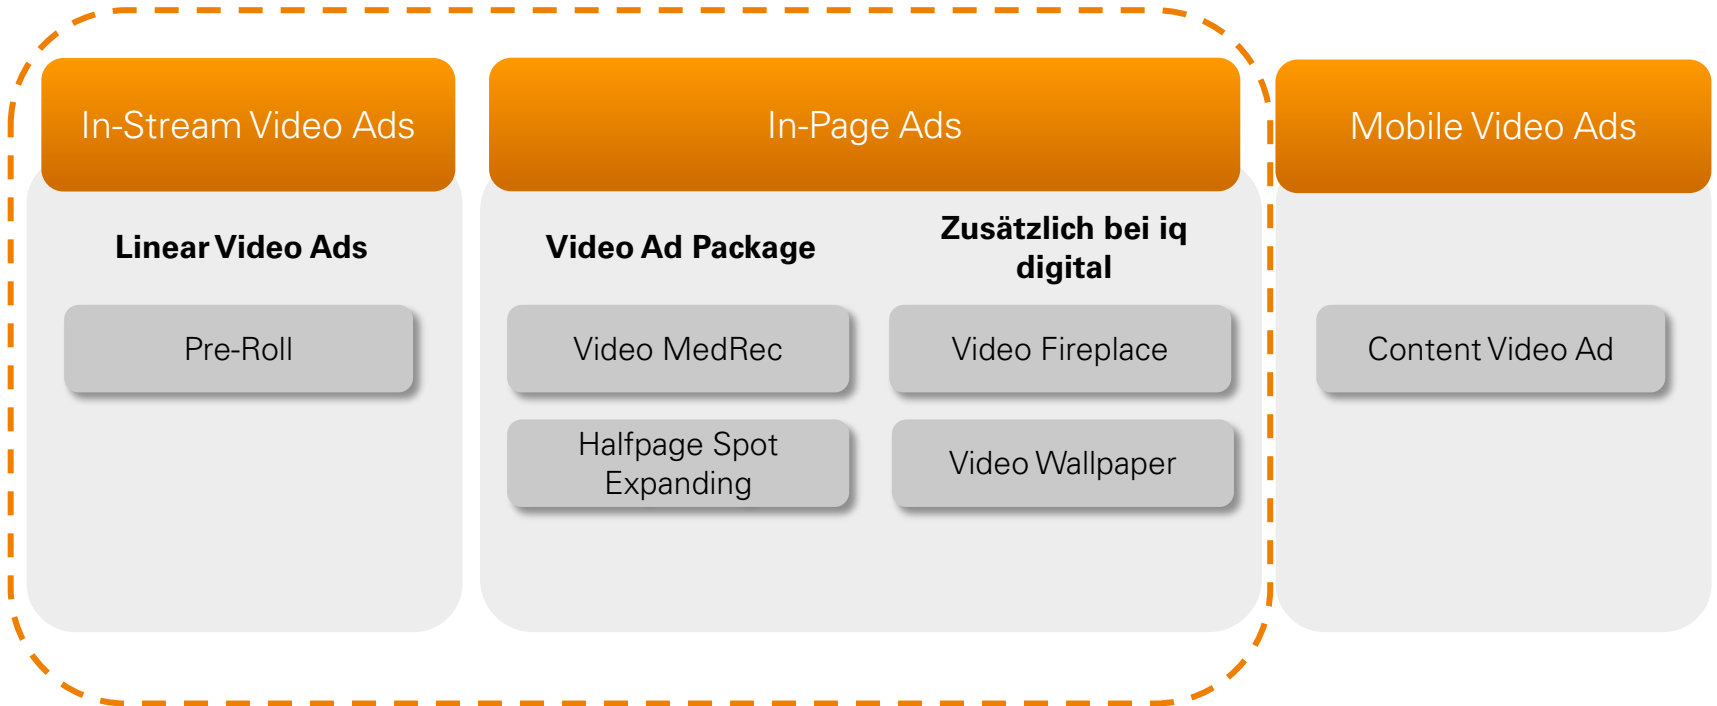 In-Stream Video Ads
In-Page Ads
Mobile Video Ads
Linear Video Ads
Video Ad Package
Zusätzlich bei iq
digital
Pre-Roll
Video MedRec
Video Fireplace
Content Video Ad
Halfpage Spot
Expanding
Video Wallpaper